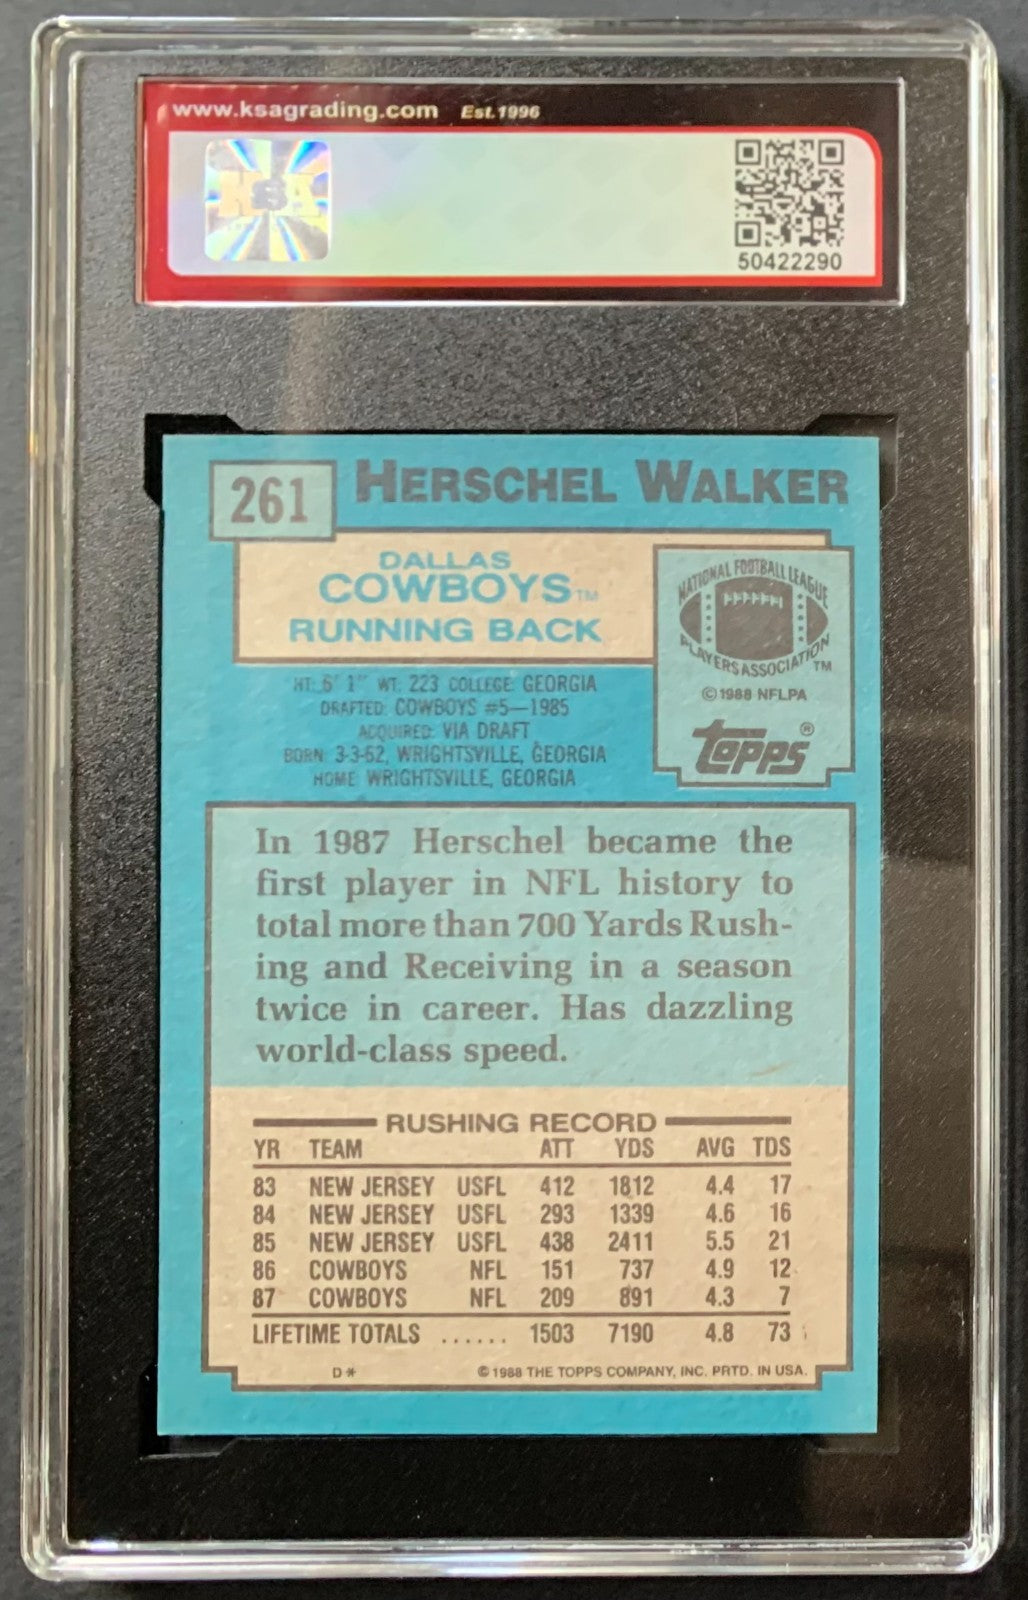 www.ksagrading.com Est.1996
KSA
50422290
261 HERSCHEL WALKER
DALLAS
COWBOYS™
RUNNING BACK
NATIONAL FOOTBALL LEAGUE
PLAYERS ASSOCIATION™
©1988 NFLPA
topps®
HT: 6' 1" WT: 223 COLLEGE: GEORGIA
DRAFTED: COWBOYS #5—1985
ACQUIRED: VIA DRAFT
BORN: 3-3-62, WRIGHTSVILLE, GEORGIA
HOME: WRIGHTSVILLE, GEORGIA
In 1987 Herschel became the
first player in NFL history to
total more than 700 Yards Rush-
ing and Receiving in a season
twice in career. Has dazzling
world-class speed.
RUSHING RECORD
YR TEAM ATT YDS AVG TDS
83 NEW JERSEY USFL 412 1812 4.4 17
84 NEW JERSEY USFL 293 1339 4.6 16
85 NEW JERSEY USFL 438 2411 5.5 21
86 COWBOYS NFL 151 737 4.9 12
87 COWBOYS NFL 209 891 4.3 7
LIFETIME TOTALS ...... 1503 7190 4.8 73
D* ©1988 THE TOPPS COMPANY, INC. PRTD. IN USA.